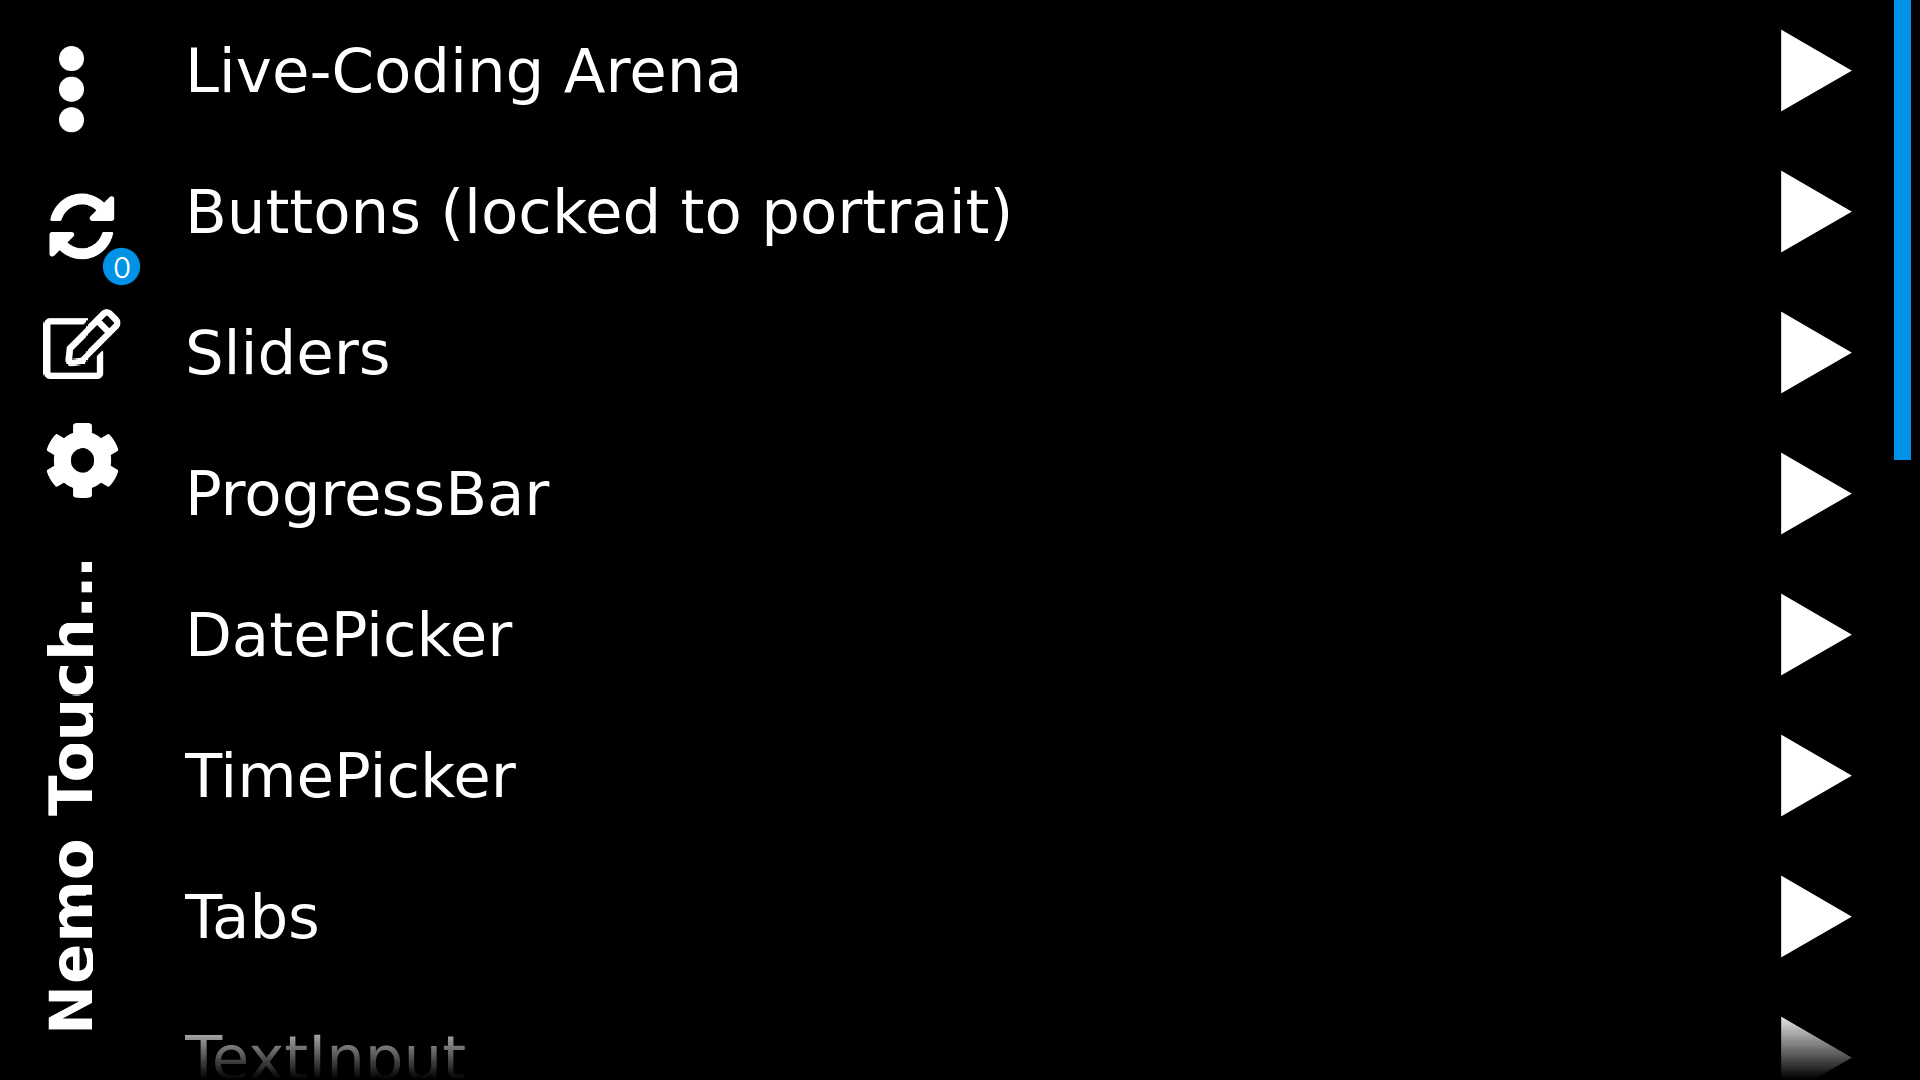 Live-Coding Arena
Buttons (locked to portrait)
0
Sliders
ProgressBar
DatePicker
TimePicker
Tabs
TextInput
Nemo Touch...